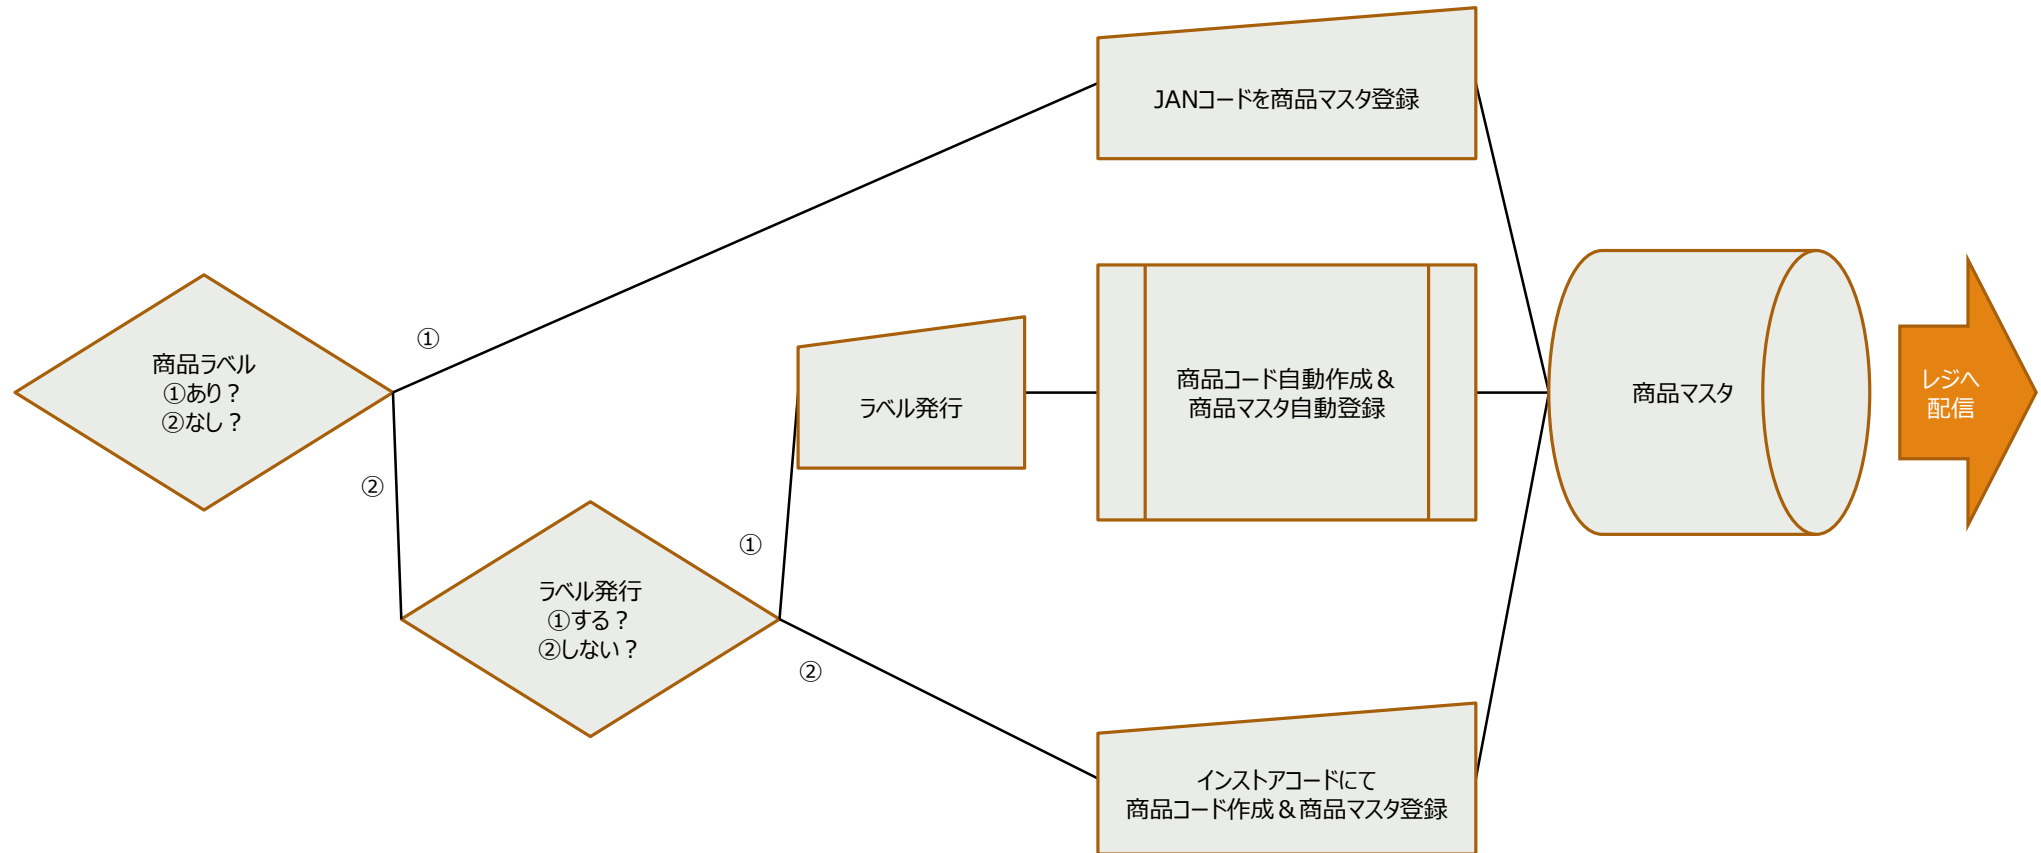 JANコードを商品マスタ登録
商品ラベル
①あり？
②なし？
①
②
ラベル発行
①する？
②しない？
①
②
ラベル発行
商品コード自動作成＆
商品マスタ自動登録
インストアコードにて
商品コード作成＆商品マスタ登録
商品マスタ
レジへ
配信